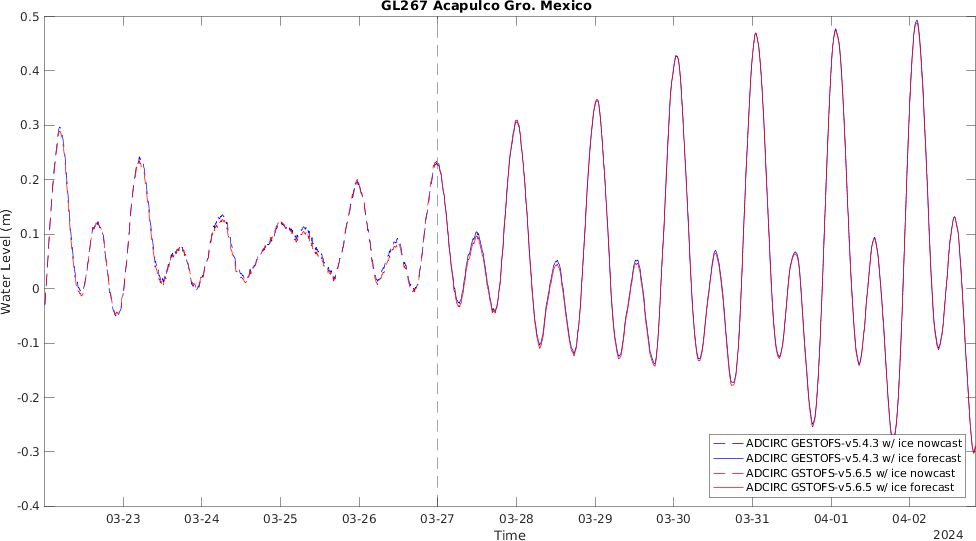 GL267 Acapulco Gro. Mexico
Water Level (m)
0.5
0.4
0.3
0.2
0.1
0
-0.1
-0.2
-0.3
-0.4
ADCIRC GESTOFS-v5.4.3 w/ ice nowcast
ADCIRC GESTOFS-v5.4.3 w/ ice forecast
ADCIRC GSTOFS-v5.6.5 w/ ice nowcast
ADCIRC GSTOFS-v5.6.5 w/ ice forecast
03-23 03-24 03-25 03-26 03-27 03-28 03-29 03-30 03-31 04-01 04-02
Time
2024